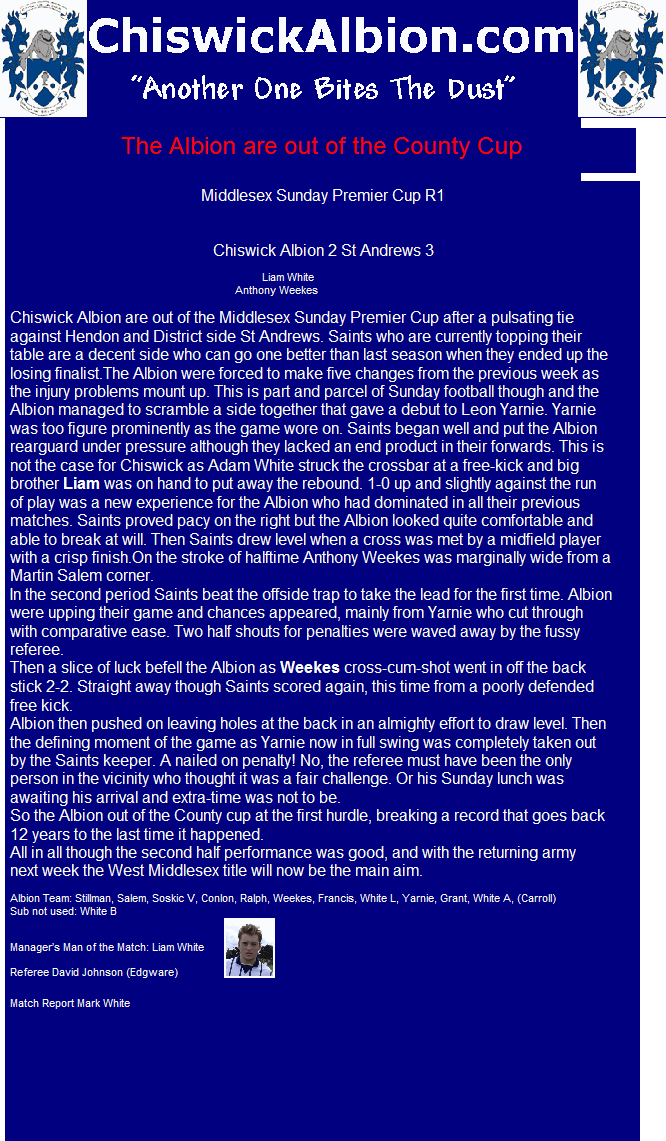 ChiswickAlbion.com
“Another One Bites The Dust”
The Albion are out of the County Cup
Middlesex Sunday Premier Cup R1
Chiswick Albion 2 St Andrews 3
Liam White
Anthony Weekes
Chiswick Albion are out of the Middlesex Sunday Premier Cup after a pulsating tie
against Hendon and District side St Andrews. Saints who are currently topping their
table are a decent side who can go one better than last season when they ended up the
losing finalist.The Albion were forced to make five changes from the previous week as
the injury problems mount up. This is part and parcel of Sunday football though and the
Albion managed to scramble a side together that gave a debut to Leon Yarnie. Yarnie
was too figure prominently as the game wore on. Saints began well and put the Albion
rearguard under pressure although they lacked an end product in their forwards. This is
not the case for Chiswick as Adam White struck the crossbar at a free-kick and big
brother Liam was on hand to put away the rebound. 1-0 up and slightly against the run
of play was a new experience for the Albion who had dominated in all their previous
matches. Saints proved pacy on the right but the Albion looked quite comfortable and
able to break at will. Then Saints drew level when a cross was met by a midfield player
with a crisp finish.On the stroke of halftime Anthony Weekes was marginally wide from a
Martin Salem corner.
In the second period Saints beat the offside trap to take the lead for the first time. Albion
were upping their game and chances appeared, mainly from Yarnie who cut through
with comparative ease. Two half shouts for penalties were waved away by the fussy
referee.
Then a slice of luck befell the Albion as Weekes cross-cum-shot went in off the back
stick 2-2. Straight away though Saints scored again, this time from a poorly defended
free kick.
Albion then pushed on leaving holes at the back in an almighty effort to draw level. Then
the defining moment of the game as Yarnie now in full swing was completely taken out
by the Saints keeper. A nailed on penalty! No, the referee must have been the only
person in the vicinity who thought it was a fair challenge. Or his Sunday lunch was
awaiting his arrival and extra-time was not to be.
So the Albion out of the County cup at the first hurdle, breaking a record that goes back
12 years to the last time it happened.
All in all though the second half performance was good, and with the returning army
next week the West Middlesex title will now be the main aim.
Albion Team: Stillman, Salem, Soskic V, Conlon, Ralph, Weekes, Francis, White L, Yarnie, Grant, White A, (Carroll)
Sub not used: White B
Manager's Man of the Match: Liam White
Referee David Johnson (Edgware)
Match Report Mark White